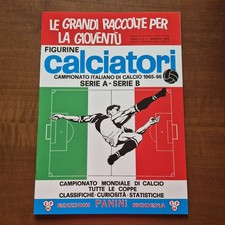 LE GRANDI RACCOLTE PER
LA GIOVENTÙ
FIGURINE
calciatori
CAMPIONATO ITALIANO DI CALCIO 1965-66
SERIE A - SERIE B
CAMPIONATO MONDIALE DI CALCIO
TUTTE LE COPPE
CLASSIFICHE-CURIOSITÀ-STATISTICHE
EDIZIONI PANINI MODENA